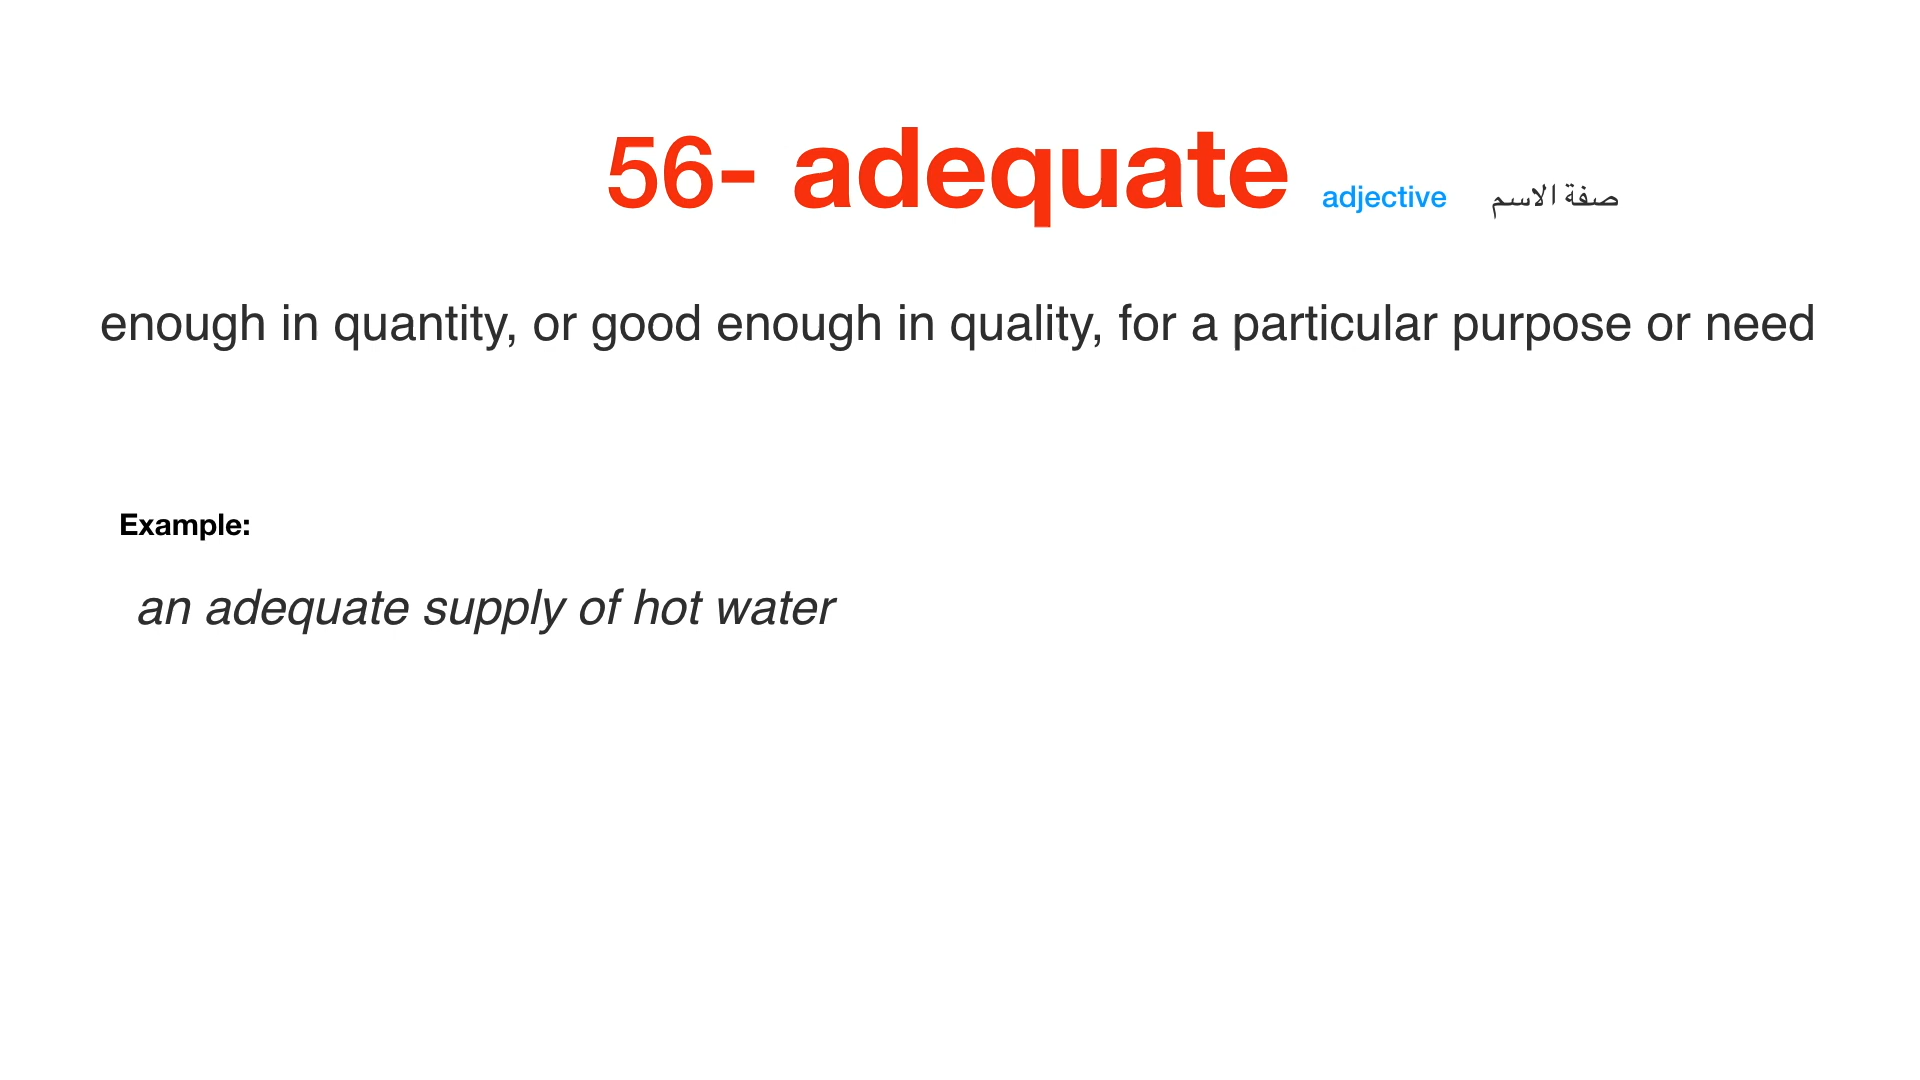 56- adequate adjective صفة الاسم
enough in quantity, or good enough in quality, for a particular purpose or need
Example:
an adequate supply of hot water